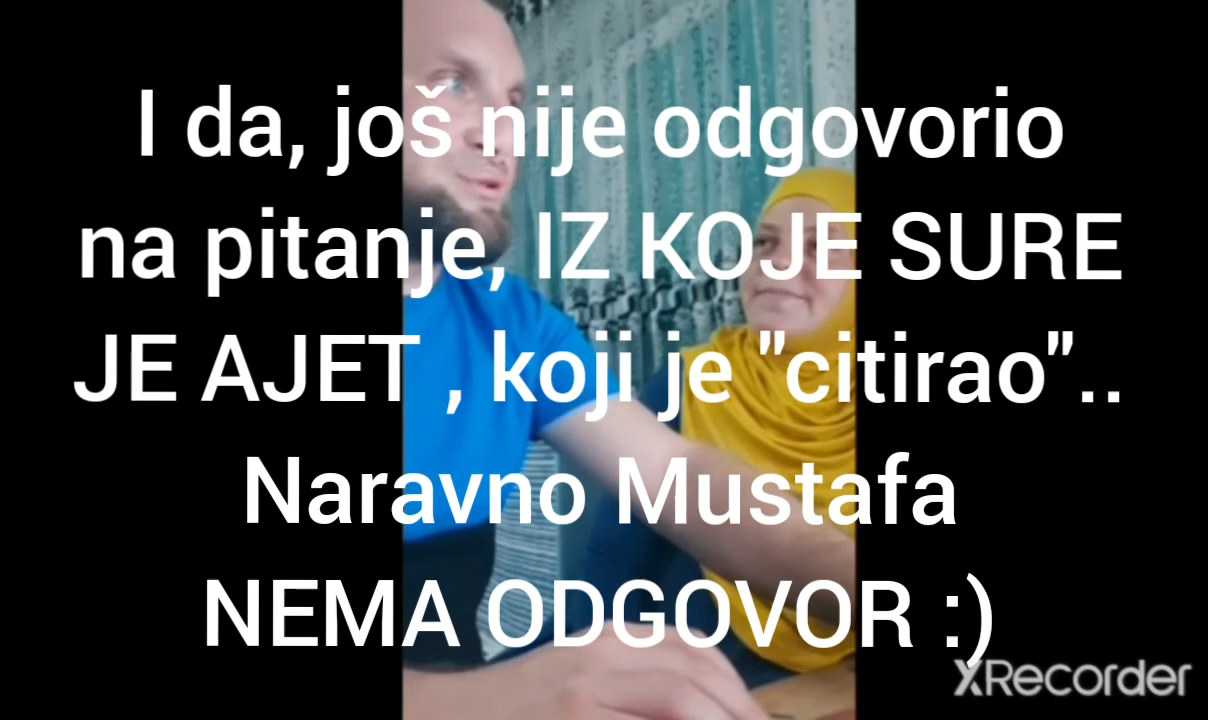 I da, još nije odgovorio
na pitanje, IZ KOJE SURE
JE AJET , koji je "citirao"..
Naravno Mustafa
NEMA ODGOVOR :)
XRecorder